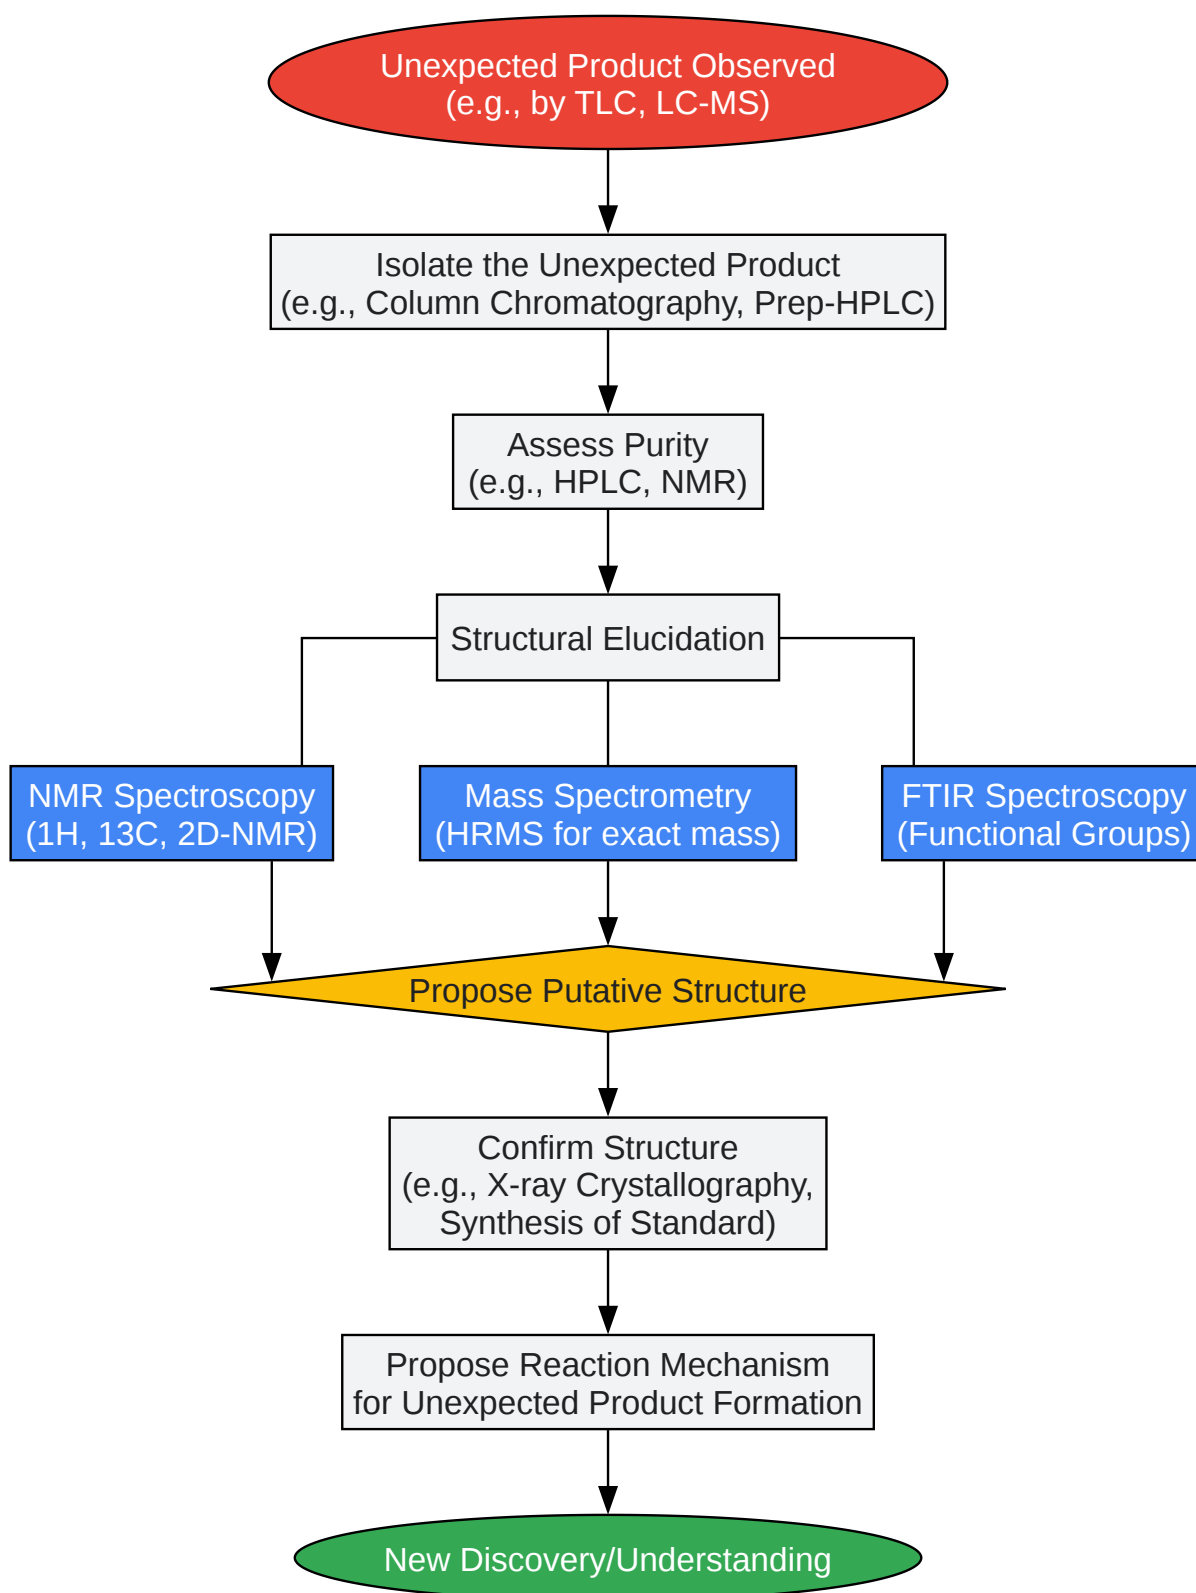 Unexpected Product Observed
(e.g., by TLC, LC-MS)
Isolate the Unexpected Product
(e.g., Column Chromatography, Prep-HPLC)
Assess Purity
(e.g., HPLC, NMR)
Structural Elucidation
NMR Spectroscopy
(1H, 13C, 2D-NMR)
Mass Spectrometry
(HRMS for exact mass)
FTIR Spectroscopy
(Functional Groups)
Propose Putative Structure
Confirm Structure
(e.g., X-ray Crystallography,
Synthesis of Standard)
Propose Reaction Mechanism
for Unexpected Product Formation
New Discovery/Understanding